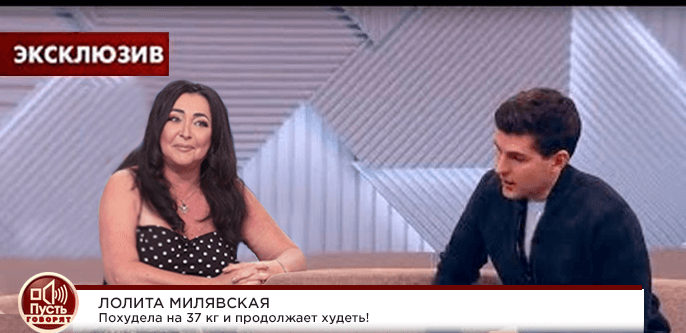 ЭКСКЛЮЗИВ
Пусть
ГОВОРЯТ
ЛОЛИТА МИЛЯВСКАЯ
Похудела на 37 кг и продолжает худеть!